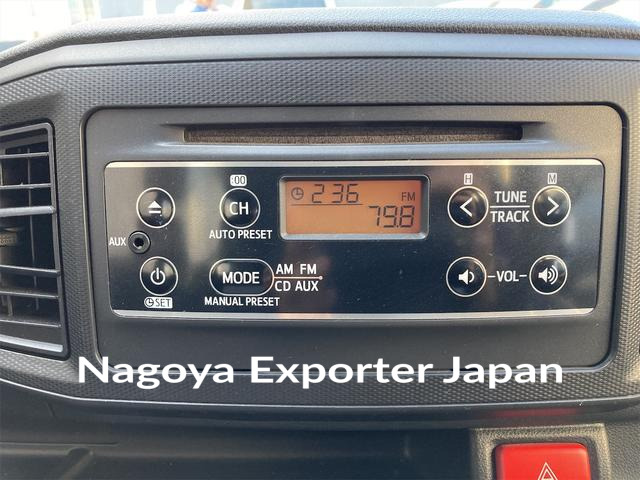 :00
H
M
2 36
FM
79.8
CH
TUNE
TRACK
AUTO PRESET
AUX
MODE
AM FM
CD AUX
-VOL-
SET
MANUAL PRESET
Nagoya Exporter Japan